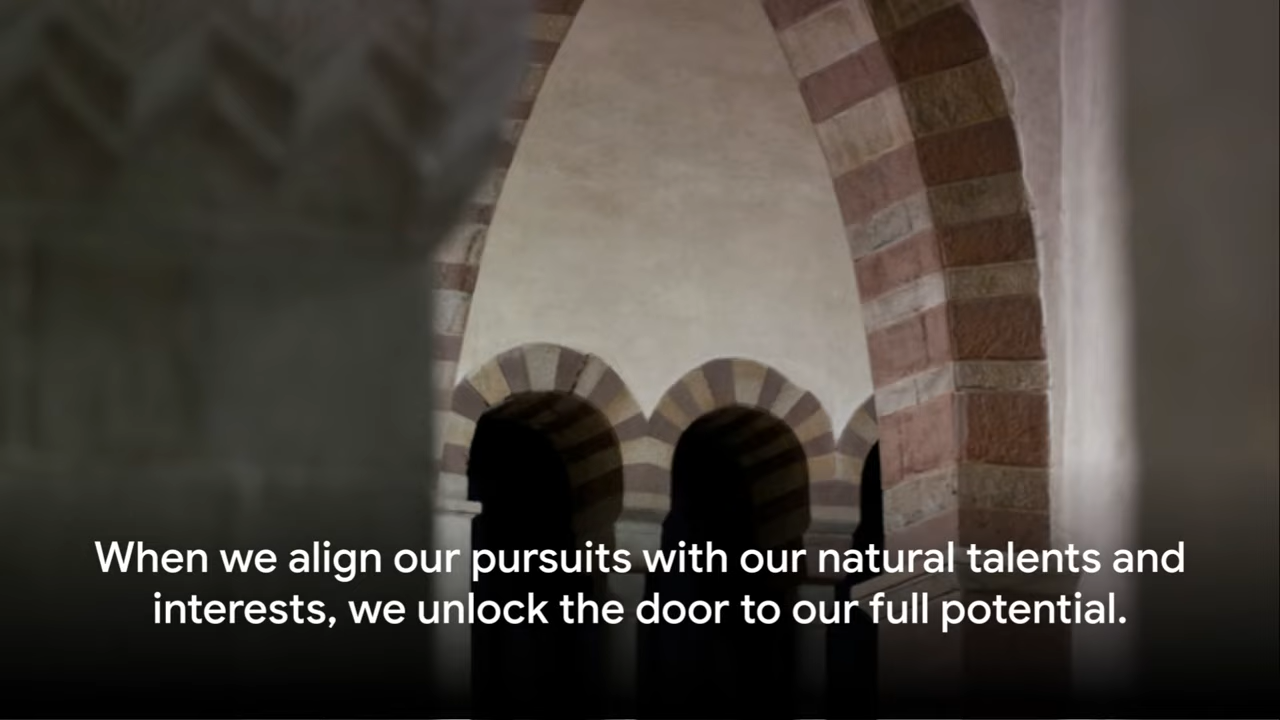 When we align our pursuits with our natural talents and
interests, we unlock the door to our full potential.